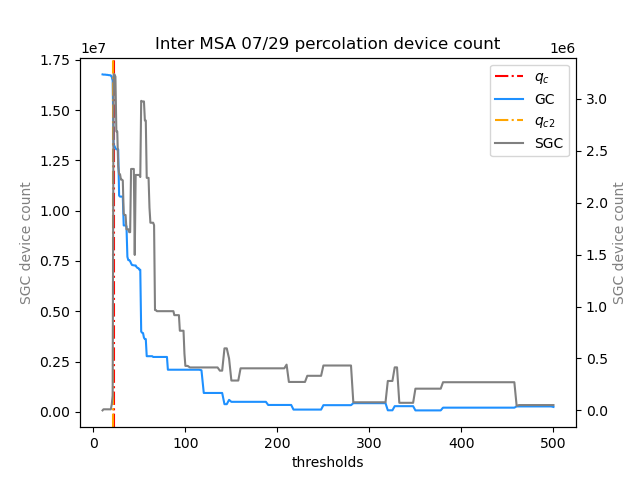 Inter MSA 07/29 percolation device count
1e7
1e6
1.75
1.50
1.25
1.00
0.75
0.50
0.25
0.00
SGC device count
3.0
2.5
2.0
1.5
1.0
0.5
0.0
SGC device count
q_c
GC
q_{c2}
SGC
0 100 200 300 400 500
thresholds